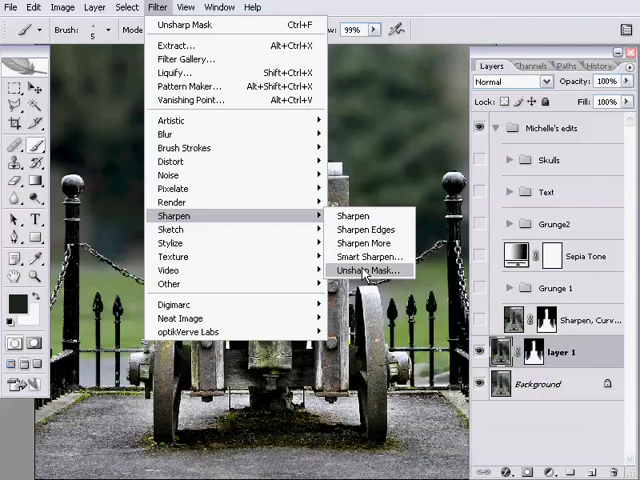 File Edit Image Layer Select Filter View Window Help
Brush: 5 Mode 99%
Unsharp Mask Ctrl+F
Extract... Alt+Ctrl+X
Filter Gallery...
Liquify... Shift+Ctrl+X
Pattern Maker... Alt+Shift+Ctrl+X
Vanishing Point... Alt+Ctrl+V
Artistic
Blur
Brush Strokes
Distort
Noise
Pixelate
Render
Sharpen
Sketch
Stylize
Texture
Video
Other
Digimarc
Neat Image
optikVerve Labs
Sharpen
Sharpen Edges
Sharpen More
Smart Sharpen...
Unsharp Mask...
Layers Channels Paths History
Normal Opacity: 100%
Lock: Fill: 100%
Michelle's edits
Skulls
Text
Grunge2
Sepia Tone
Grunge 1
Sharpen, Curv...
layer 1
Background